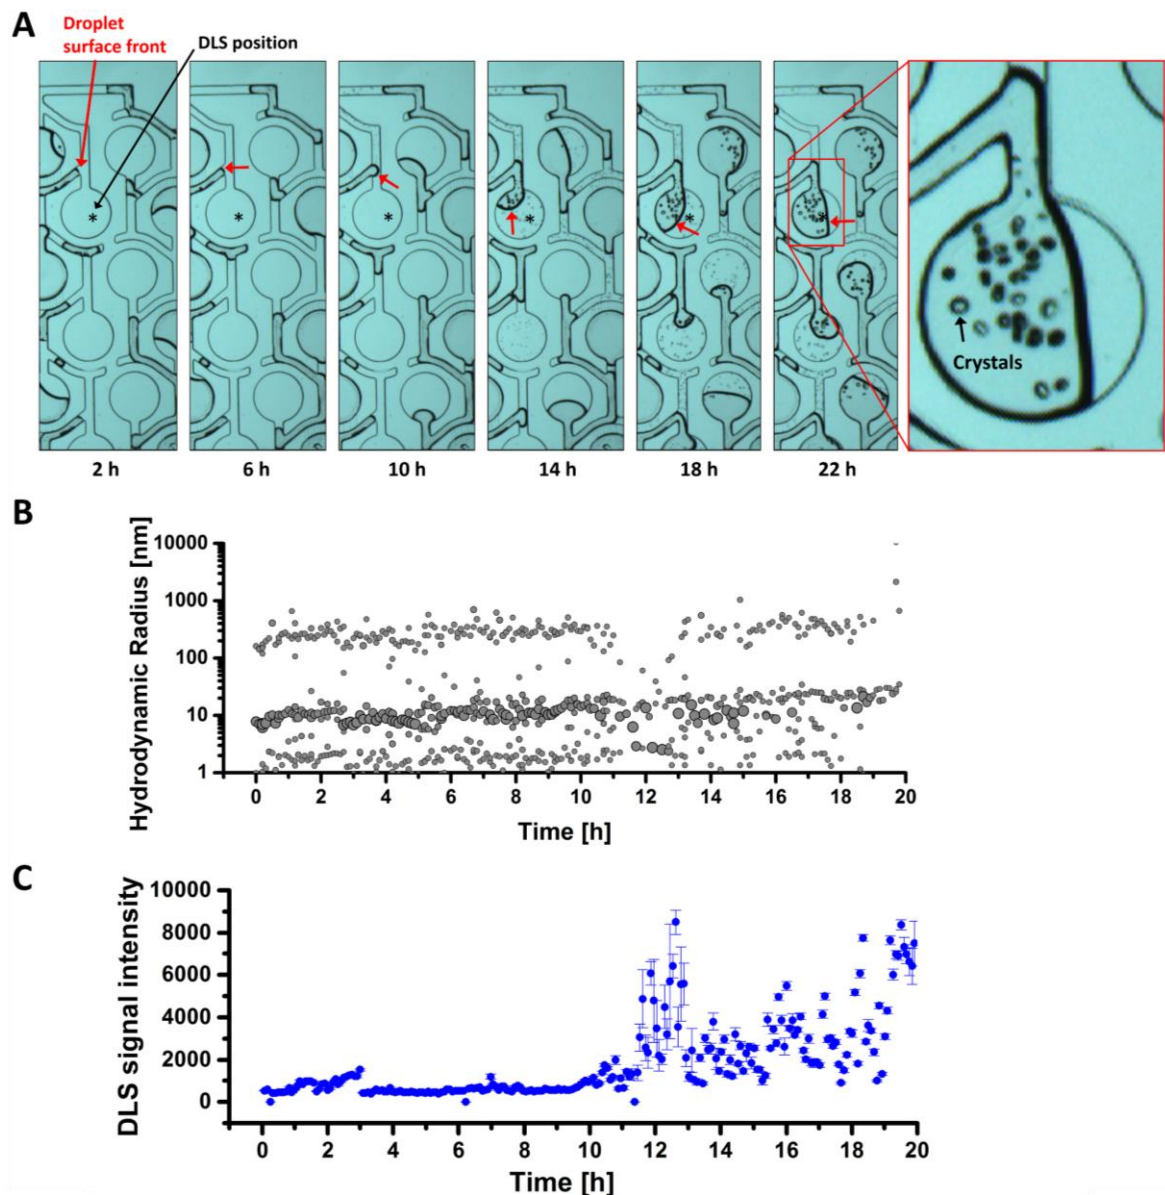 A
Droplet
surface front
DLS position
*
*
*
*
*
*
Crystals
2 h
6 h
10 h
14 h
18 h
22 h
B
Hydrodynamic Radius [nm]
10000
1000
100
10
1
0
2
4
6
8
10
12
14
16
18
20
Time [h]
C
DLS signal intensity
10000
8000
6000
4000
2000
0
0
2
4
6
8
10
12
14
16
18
20
Time [h]